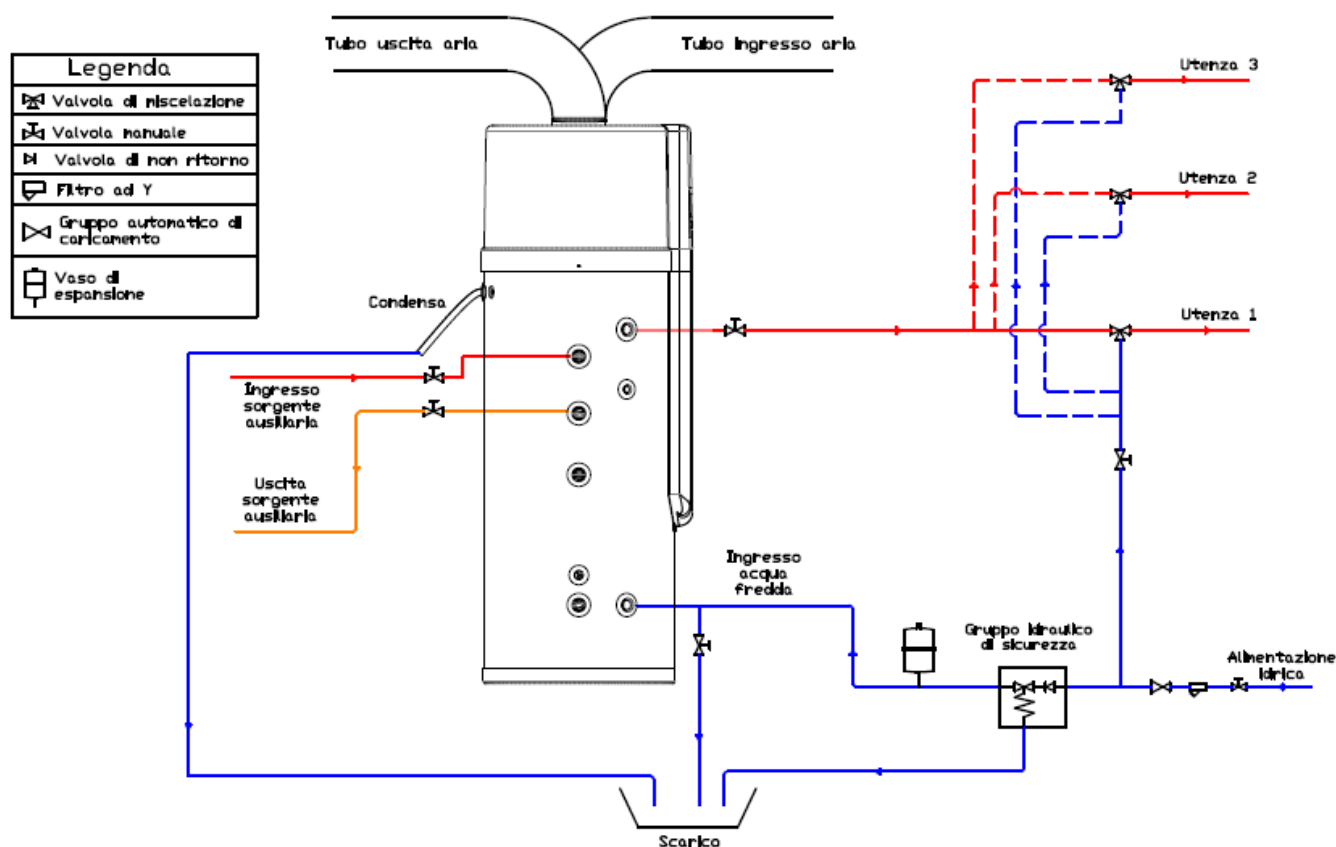 Tubo uscita aria
Tubo ingresso aria
Legenda
Valvola di miscelazione
Valvola manuale
Valvola di non ritorno
Filtro ad Y
Gruppo automatico di
caricamento
Vaso di
espansione
Utenza 3
Utenza 2
Utenza 1
Condensa
Ingresso
sorgente
ausiliaria
Uscita
sorgente
ausiliaria
Ingresso
acqua
fredda
Gruppo idraulico
di sicurezza
Alimentazione
idrica
Scarico